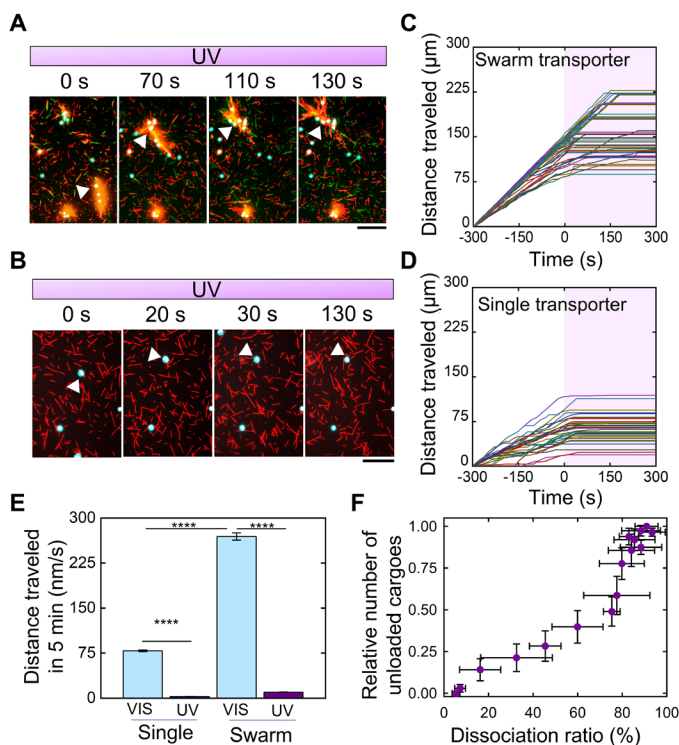 A
UV
0 s 70 s 110 s 130 s
B
UV
0 s 20 s 30 s 130 s
C
Distance traveled (μm)
300
225
150
75
0
Swarm transporter
-300 -150 0 150 300
Time (s)
D
Distance traveled (μm)
300
225
150
75
0
Single transporter
-300 -150 0 150 300
Time (s)
E
Distance traveled
in 5 min (nm/s)
300
225
150
75
0
**** ****
****
VIS UV VIS UV
Single Swarm
F
Relative number of
unloaded cargoes
1.00
0.75
0.50
0.25
0.00
0 20 40 60 80 100
Dissociation ratio (%)